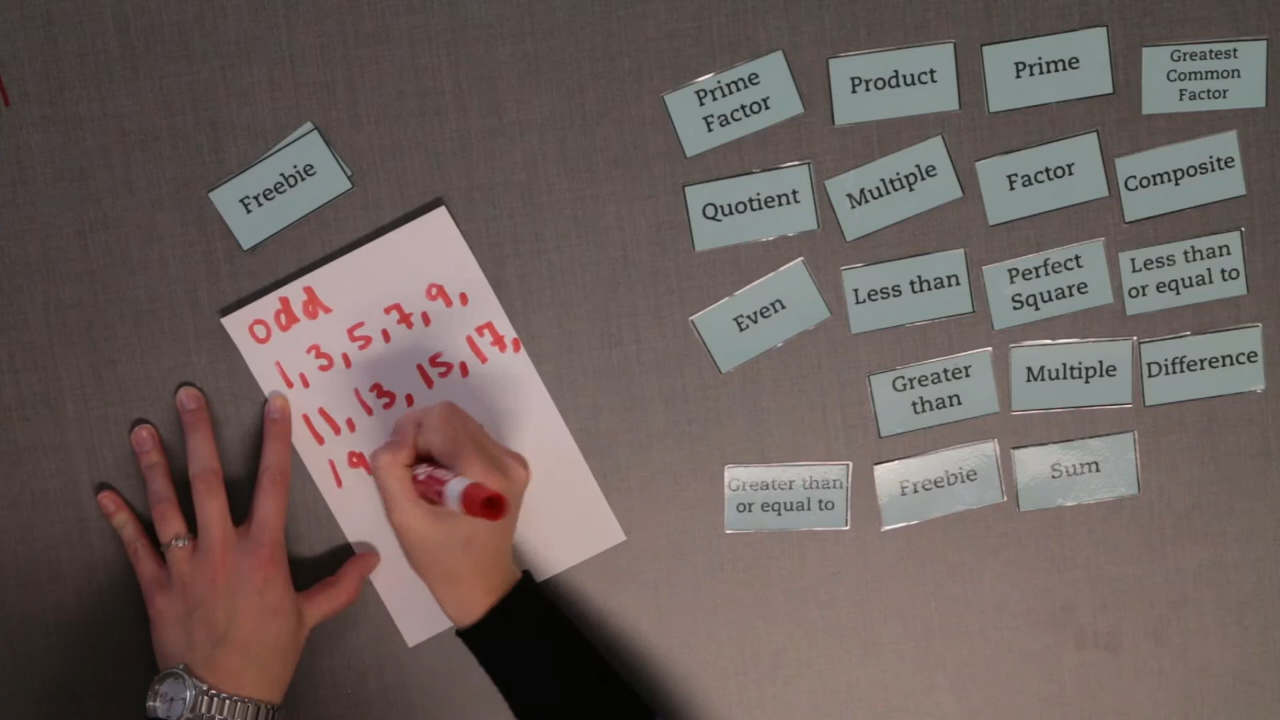 Prime
Factor
Product
Prime
Greatest
Common
Factor
Freebie
Quotient
Multiple
Factor
Composite
Even
Less than
Perfect
Square
Less than
or equal to
Greater
than
Multiple
Difference
Greater than
or equal to
Freebie
Sum
odd
1, 3, 5, 7, 9,
11, 13, 15, 17,
19